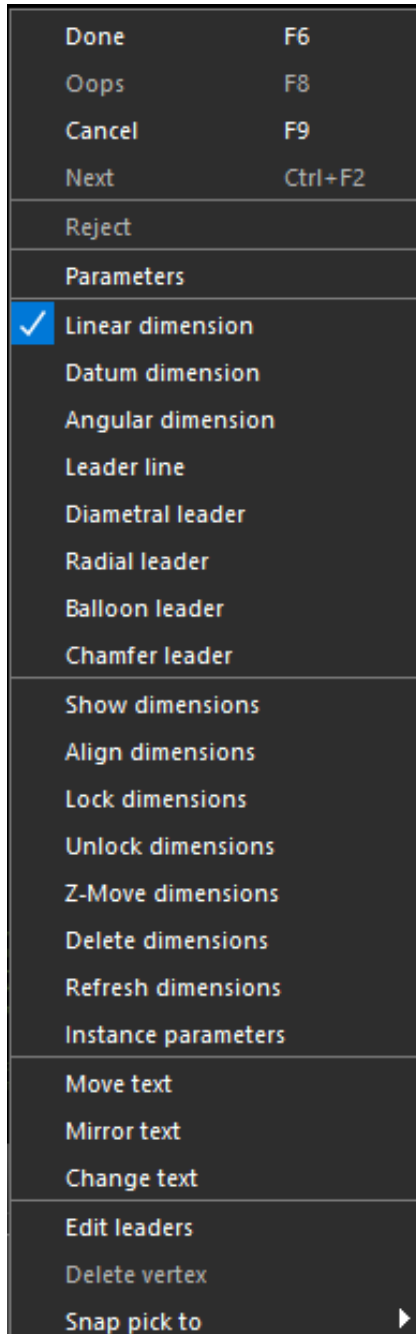 Done F6
Oops F8
Cancel F9
Next Ctrl+F2
Reject
Parameters
Linear dimension
Datum dimension
Angular dimension
Leader line
Diametral leader
Radial leader
Balloon leader
Chamfer leader
Show dimensions
Align dimensions
Lock dimensions
Unlock dimensions
Z-Move dimensions
Delete dimensions
Refresh dimensions
Instance parameters
Move text
Mirror text
Change text
Edit leaders
Delete vertex
Snap pick to